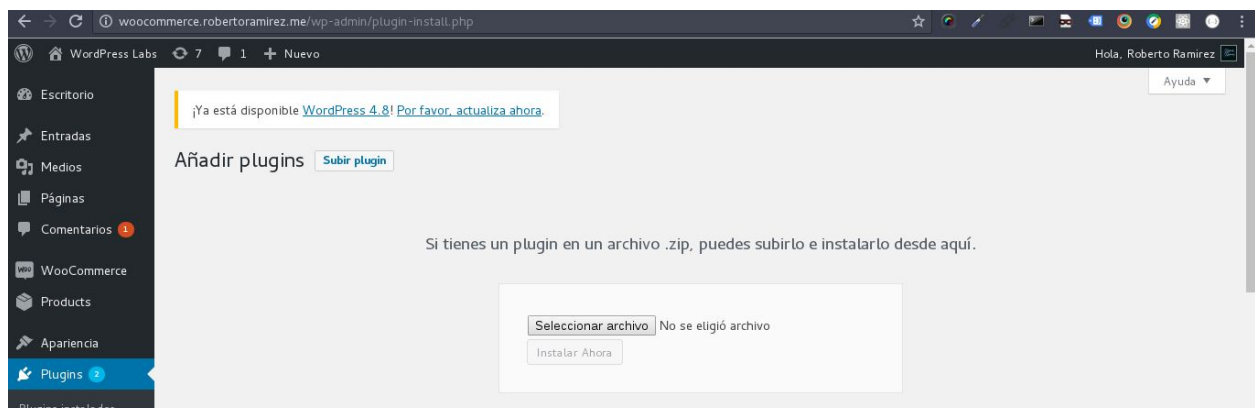 woocommerce.robertoramirez.me/wp-admin/plugin-install.php
WordPress Labs 7 1 + Nuevo Hola, Roberto Ramirez
Ayuda ▼
Escritorio
¡Ya está disponible WordPress 4.8! Por favor, actualiza ahora.
Entradas
Añadir plugins Subir plugin
Medios
Páginas
Comentarios 1
Si tienes un plugin en un archivo .zip, puedes subirlo e instalarlo desde aquí.
WooCommerce
Products
Seleccionar archivo No se eligió archivo
Apariencia
Instalar Ahora
Plugins 2
Plugins instalados